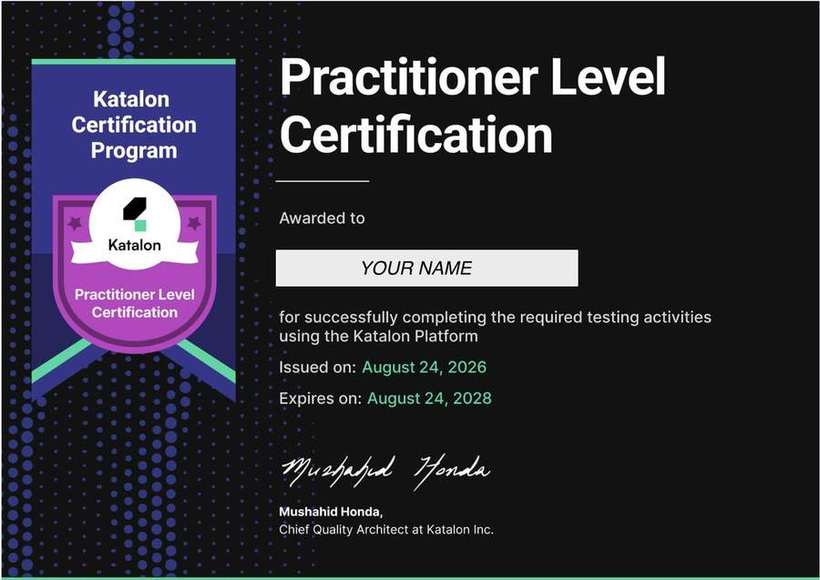 Katalon
Certification
Program
Katalon
Practitioner Level
Certification
Practitioner Level
Certification
Awarded to
YOUR NAME
for successfully completing the required testing activities
using the Katalon Platform
Issued on: August 24, 2026
Expires on: August 24, 2028
Mushahid Honda
Mushahid Honda,
Chief Quality Architect at Katalon Inc.